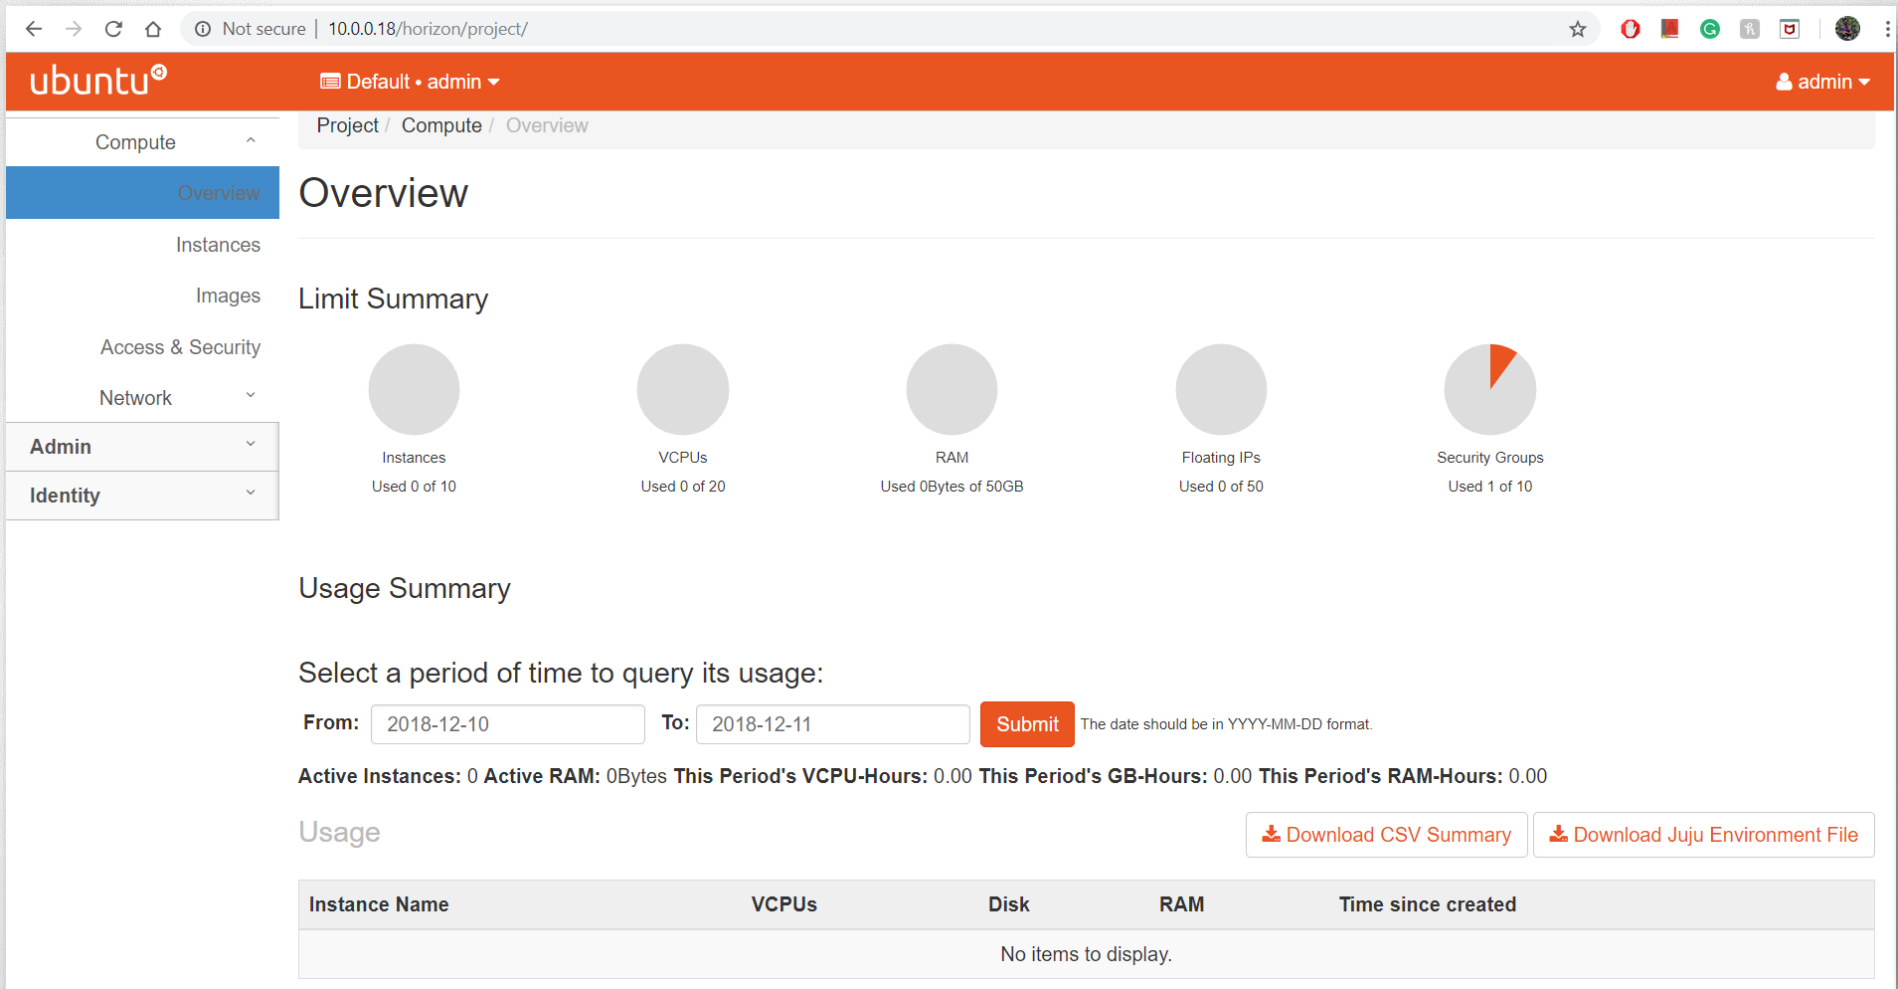 Not secure | 10.0.0.18/horizon/project/
ubuntu
Default • admin
admin
Project / Compute / Overview
Compute
Overview
Instances
Images
Access & Security
Network
Admin
Identity
Overview
Limit Summary
Instances
Used 0 of 10
VCPUs
Used 0 of 20
RAM
Used 0Bytes of 50GB
Floating IPs
Used 0 of 50
Security Groups
Used 1 of 10
Usage Summary
Select a period of time to query its usage:
From: 2018-12-10 To: 2018-12-11 Submit The date should be in YYYY-MM-DD format.
Active Instances: 0 Active RAM: 0Bytes This Period's VCPU-Hours: 0.00 This Period's GB-Hours: 0.00 This Period's RAM-Hours: 0.00
Usage
Download CSV Summary
Download Juju Environment File
Instance Name VCPUs Disk RAM Time since created
No items to display.